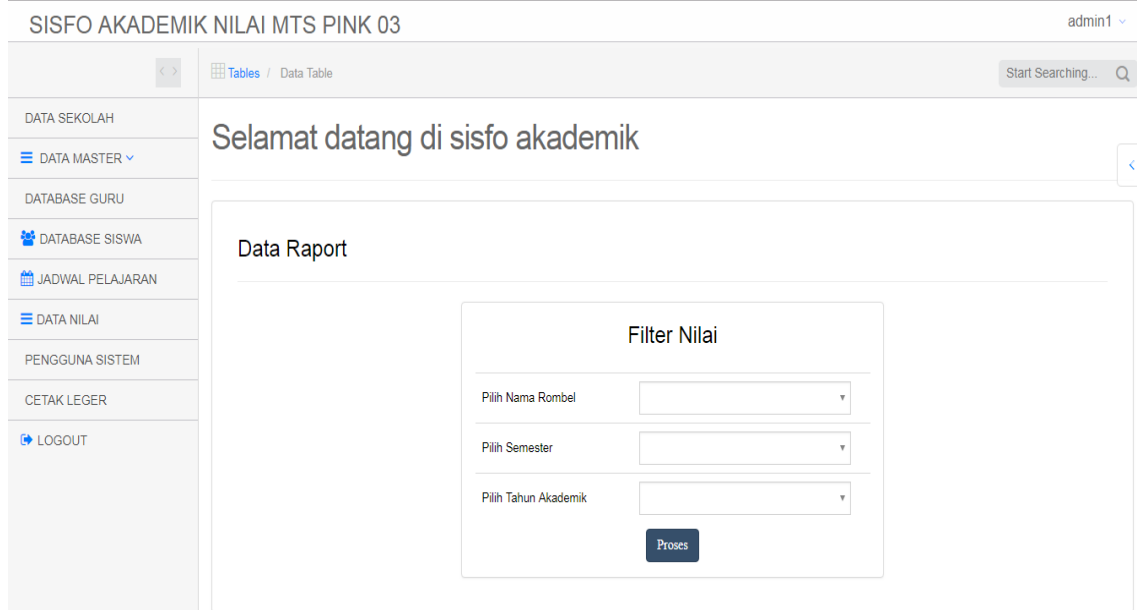 SISFO AKADEMIK NILAI MTS PINK 03
admin1
Tables / Data Table
Start Searching...
DATA SEKOLAH
DATA MASTER
DATABASE GURU
DATABASE SISWA
JADWAL PELAJARAN
DATA NILAI
PENGGUNA SISTEM
CETAK LEGER
LOGOUT
Selamat datang di sisfo akademik
Data Raport
Filter Nilai
Pilih Nama Rombel
Pilih Semester
Pilih Tahun Akademik
Proses